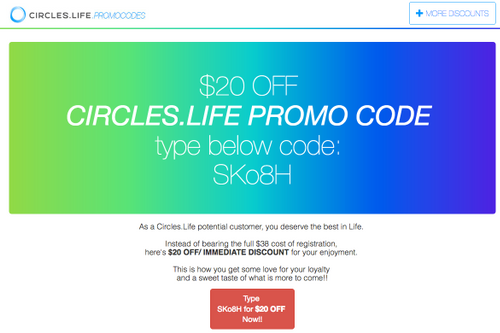 CIRCLES.LIFE.PROMOCODES
+ MORE DISCOUNTS
$20 OFF
CIRCLES.LIFE PROMO CODE
type below code:
SKo8H
As a Circles.Life potential customer, you deserve the best in Life.
Instead of bearing the full $38 cost of registration,
here's $20 OFF/ IMMEDIATE DISCOUNT for your enjoyment.
This is how you get some love for your loyalty
and a sweet taste of what is more to come!!
Type
SKo8H for $20 OFF
Now!!